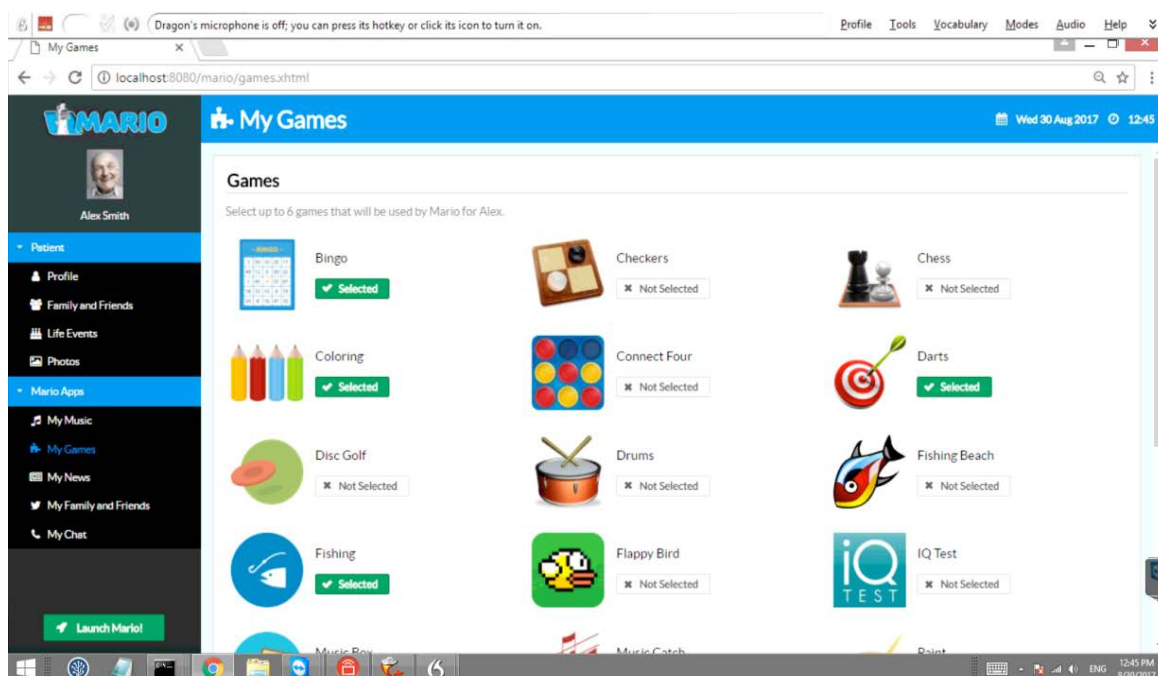 Dragon's microphone is off; you can press its hotkey or click its icon to turn it on.
Profile Tools Vocabulary Modes Audio Help
My Games
localhost:8080/mario/games.xhtml
MARIO
My Games
Wed 30 Aug 2017 12:45
Alex Smith
Patient
Profile
Family and Friends
Life Events
Photos
Mario Apps
My Music
My Games
My News
My Family and Friends
My Chat
Launch Mario!
Games
Select up to 6 games that will be used by Mario for Alex.
Bingo
Selected
Checkers
Not Selected
Chess
Not Selected
Coloring
Selected
Connect Four
Not Selected
Darts
Selected
Disc Golf
Not Selected
Drums
Not Selected
Fishing Beach
Not Selected
Fishing
Selected
Flappy Bird
Not Selected
iQ
TEST
IQ Test
Not Selected
Music Box
Music Catch
Paint
ENG
12:45 PM
8/30/2017